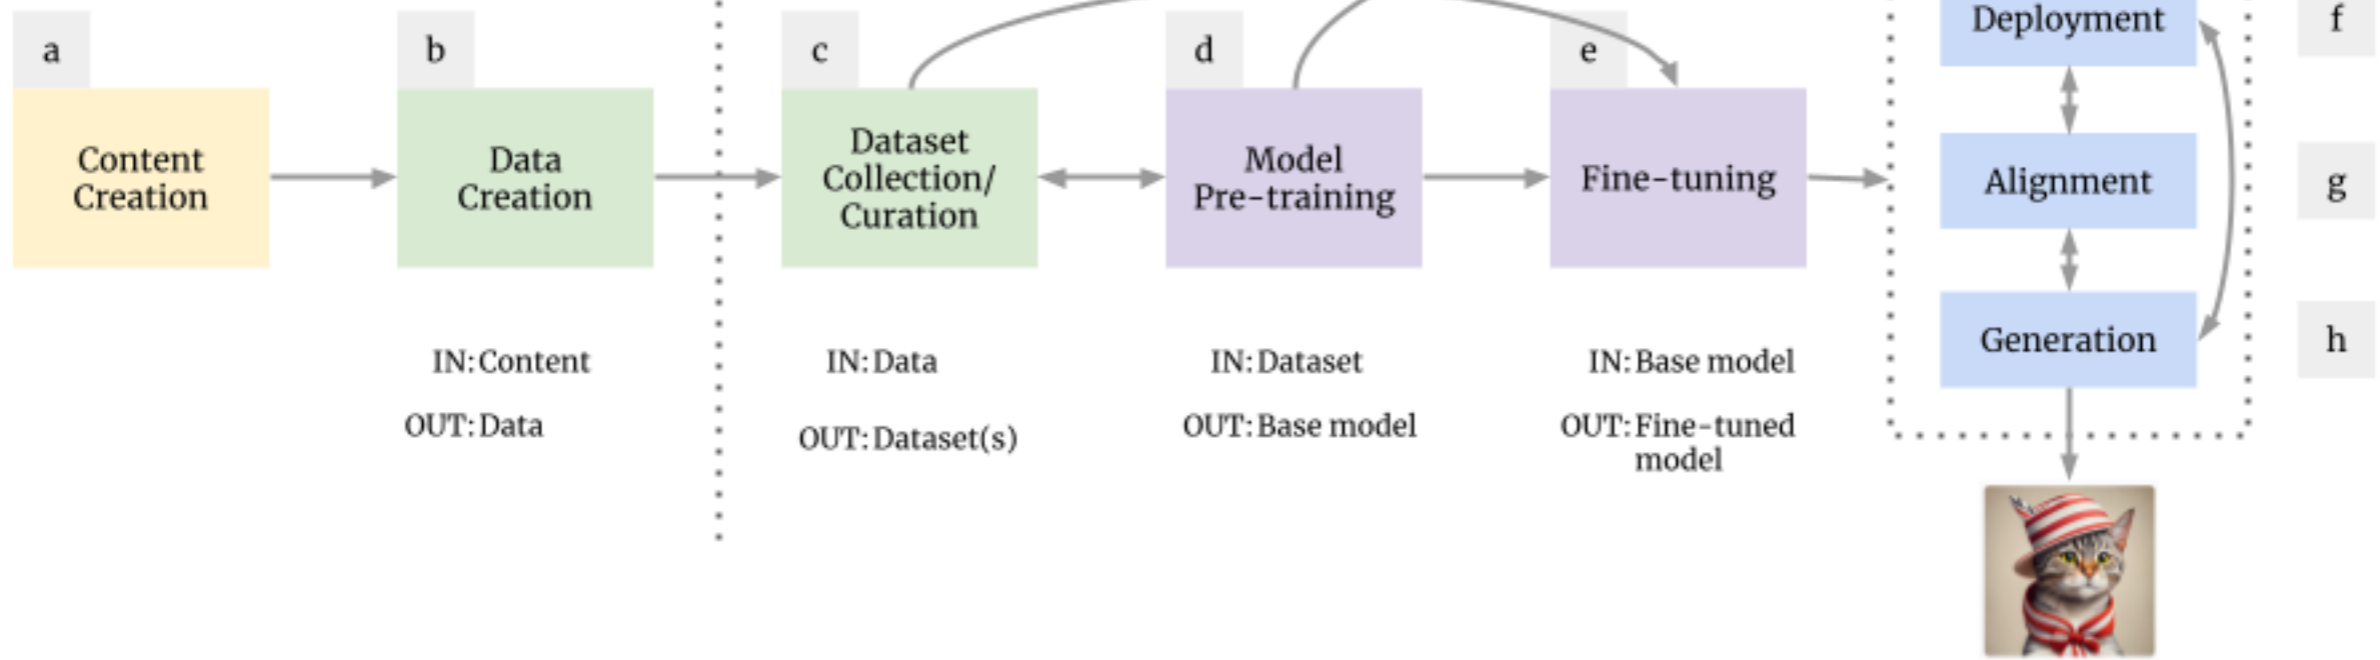 a
Content
Creation
b
Data
Creation
IN: Content
OUT: Data
c
Dataset
Collection/
Curation
IN: Data
OUT: Dataset(s)
d
Model
Pre-training
IN: Dataset
OUT: Base model
e
Fine-tuning
IN: Base model
OUT: Fine-tuned
model
Deployment
f
Alignment
g
Generation
h